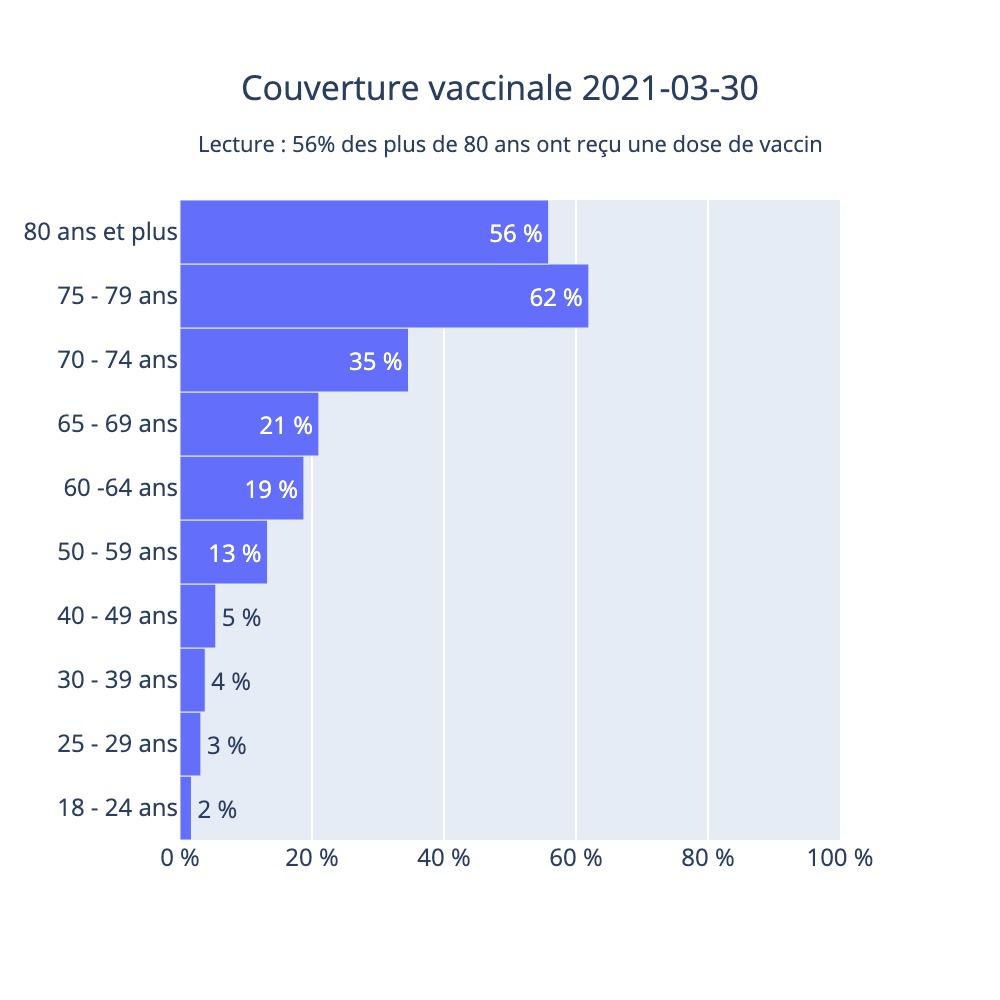 Couverture vaccinale 2021-03-30
Lecture : 56% des plus de 80 ans ont reçu une dose de vaccin
80 ans et plus 56 %
75 - 79 ans 62 %
70 - 74 ans 35 %
65 - 69 ans 21 %
60 -64 ans 19 %
50 - 59 ans 13 %
40 - 49 ans 5 %
30 - 39 ans 4 %
25 - 29 ans 3 %
18 - 24 ans 2 %
0 % 20 % 40 % 60 % 80 % 100 %